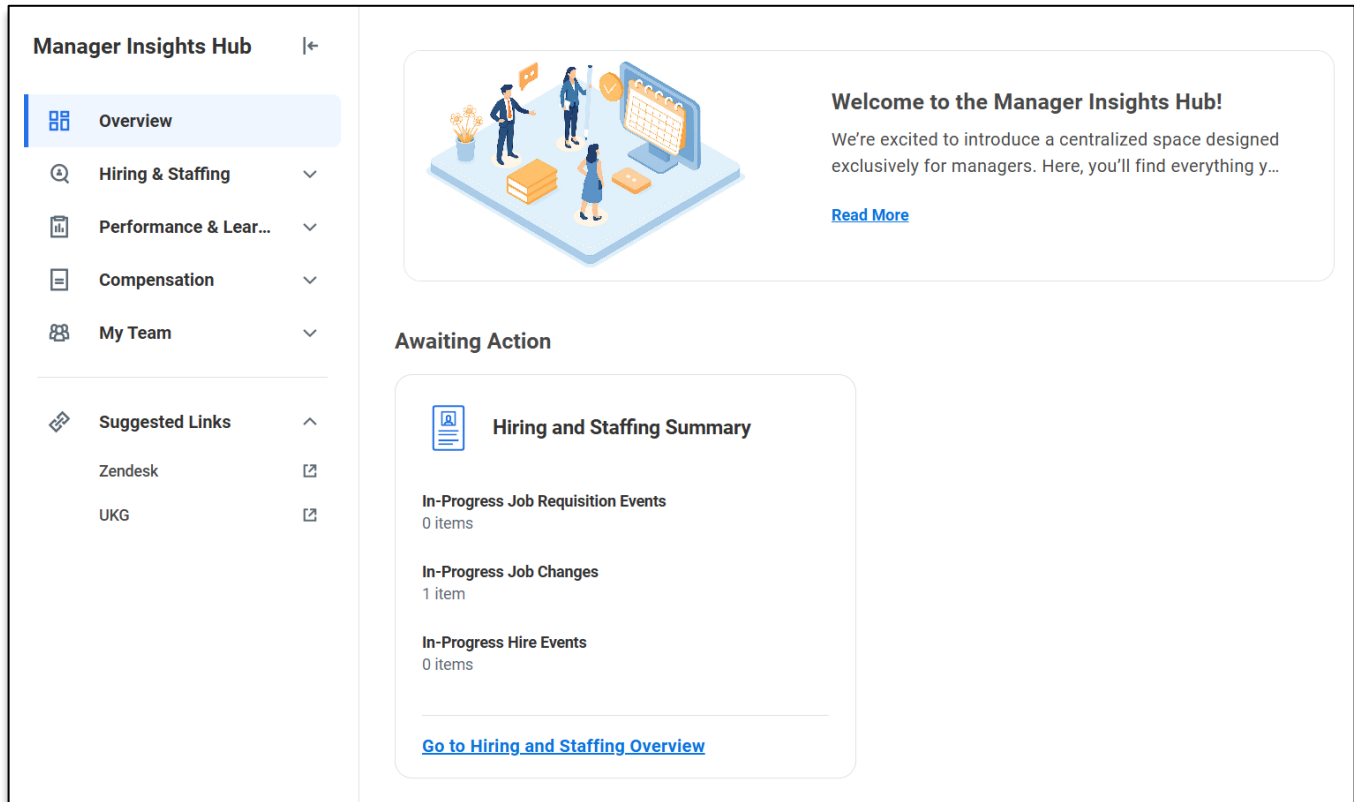 Manager Insights Hub
Overview
Hiring & Staffing
Performance & Lear...
Compensation
My Team
Suggested Links
Zendesk
UKG
Welcome to the Manager Insights Hub!
We’re excited to introduce a centralized space designed
exclusively for managers. Here, you’ll find everything y...
Read More
Awaiting Action
Hiring and Staffing Summary
In-Progress Job Requisition Events
0 items
In-Progress Job Changes
1 item
In-Progress Hire Events
0 items
Go to Hiring and Staffing Overview